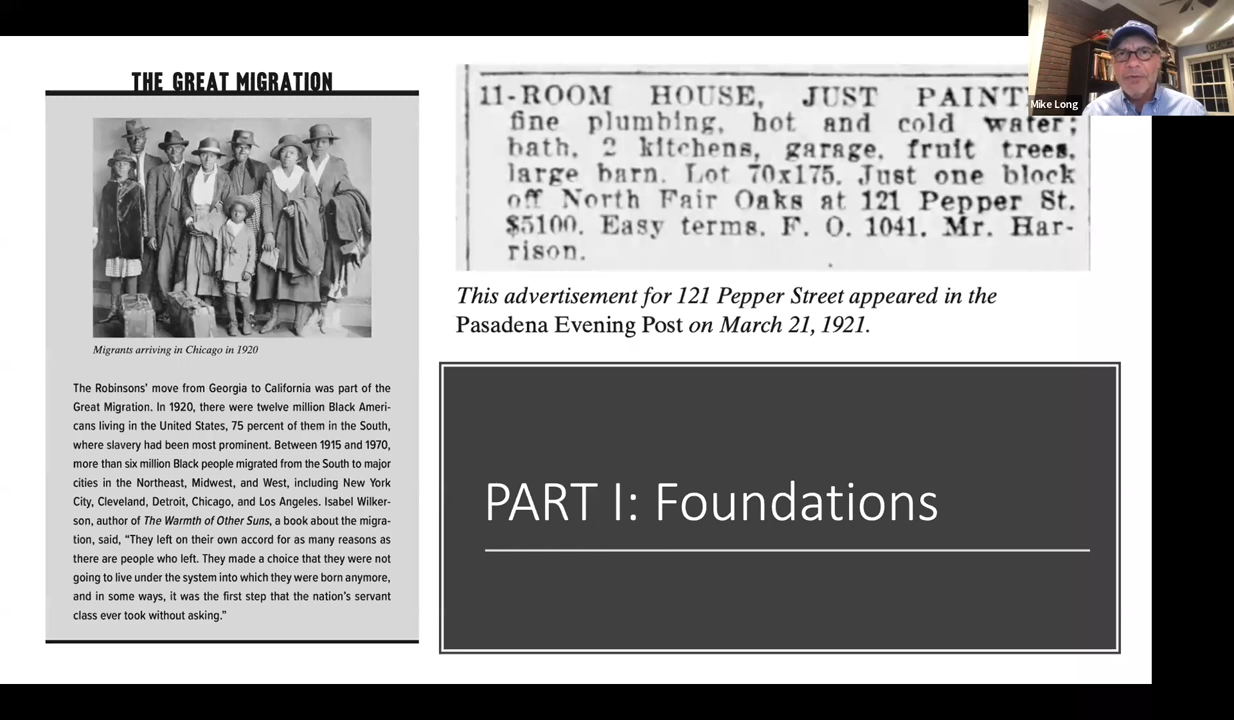 THE GREAT MIGRATION
Migrants arriving in Chicago in 1920
The Robinsons' move from Georgia to California was part of the
Great Migration. In 1920, there were twelve million Black Ameri-
cans living in the United States, 75 percent of them in the South,
where slavery had been most prominent. Between 1915 and 1970,
more than six million Black people migrated from the South to major
cities in the Northeast, Midwest, and West, including New York
City, Cleveland, Detroit, Chicago, and Los Angeles. Isabel Wilker-
son, author of The Warmth of Other Suns, a book about the migra-
tion, said, “They left on their own accord for as many reasons as
there are people who left. They made a choice that they were not
going to live under the system into which they were born anymore,
and in some ways, it was the first step that the nation's servant
class ever took without asking.”
11-ROOM HOUSE, JUST PAINT
fine plumbing, hot and cold water;
bath, 2 kitchens, garage, fruit trees,
large barn. Lot 70x175. Just one block
off North Fair Oaks at 121 Pepper St.
$5100. Easy terms. F. O. 1041. Mr. Har-
rison.
This advertisement for 121 Pepper Street appeared in the
Pasadena Evening Post on March 21, 1921.
PART I: Foundations
Mike Long